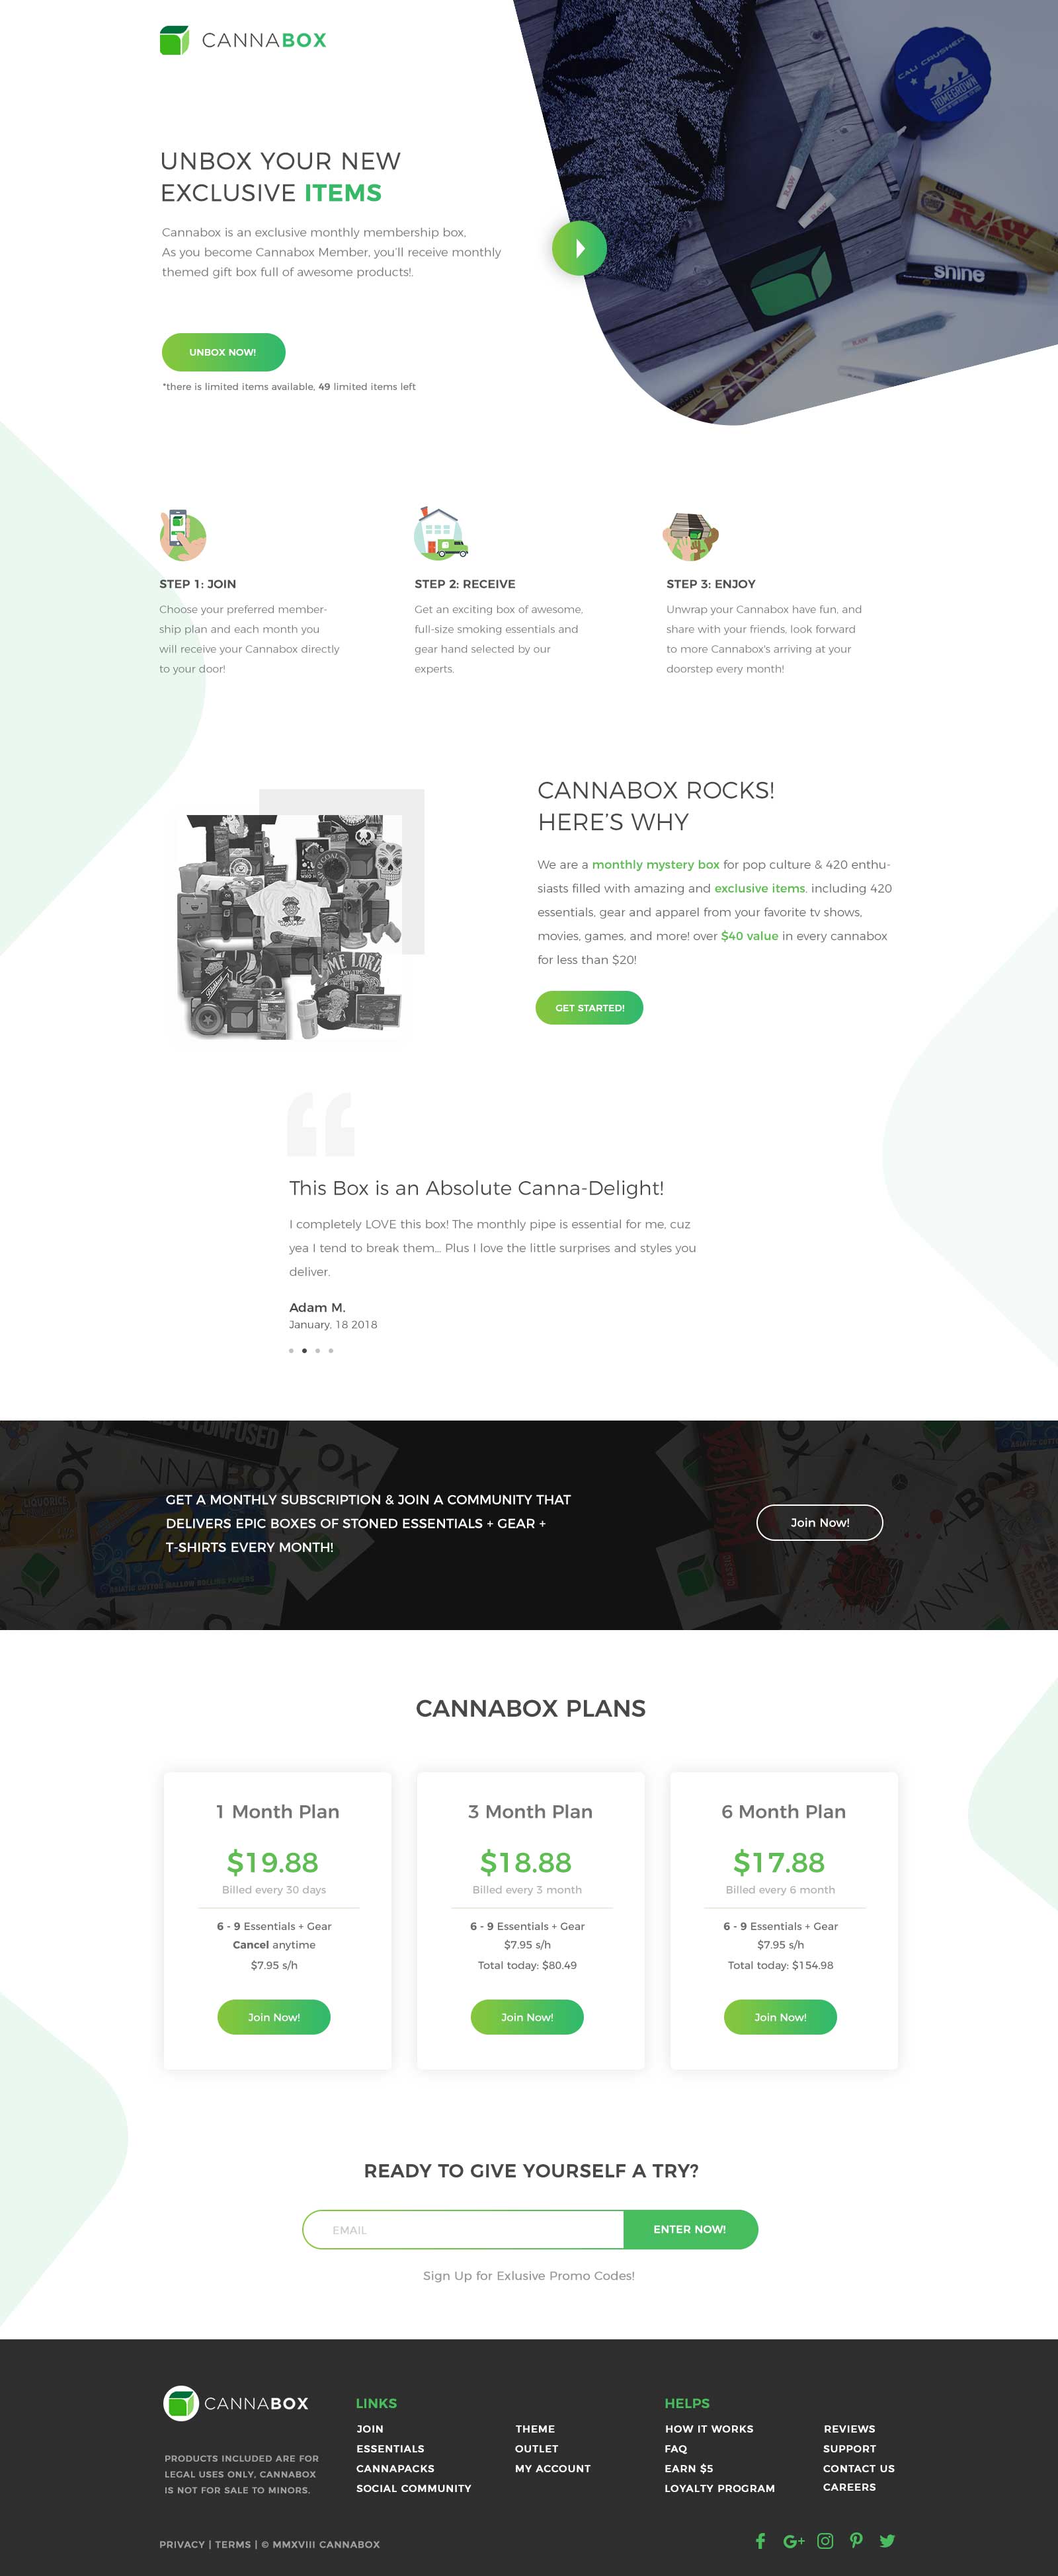 CANNABOX
CALI CRUSHER
HOMEGROWN
RAW
RAW
RAW
shine
UNBOX YOUR NEW
EXCLUSIVE ITEMS
Cannabox is an exclusive monthly membership box,
As you become Cannabox Member, you'll receive monthly
themed gift box full of awesome products!.
UNBOX NOW!
*there is limited items available, 49 limited items left
STEP 1: JOIN
Choose your preferred member-
ship plan and each month you
will receive your Cannabox directly
to your door!
STEP 2: RECEIVE
Get an exciting box of awesome,
full-size smoking essentials and
gear hand selected by our
experts.
STEP 3: ENJOY
Unwrap your Cannabox have fun, and
share with your friends, look forward
to more Cannabox's arriving at your
doorstep every month!
CANNABOX ROCKS!
HERE'S WHY
We are a monthly mystery box for pop culture & 420 enthu-
siasts filled with amazing and exclusive items, including 420
essentials, gear and apparel from your favorite tv shows,
movies, games, and more! over $40 value in every cannabox
for less than $20!
GET STARTED!
“
This Box is an Absolute Canna-Delight!
I completely LOVE this box! The monthly pipe is essential for me, cuz
yea I tend to break them... Plus I love the little surprises and styles you
deliver.
Adam M.
January, 18 2018
GET A MONTHLY SUBSCRIPTION & JOIN A COMMUNITY THAT
DELIVERS EPIC BOXES OF STONED ESSENTIALS + GEAR +
T-SHIRTS EVERY MONTH!
Join Now!
CANNABOX PLANS
1 Month Plan
$19.88
Billed every 30 days
6 - 9 Essentials + Gear
Cancel anytime
$7.95 s/h
Join Now!
3 Month Plan
$18.88
Billed every 3 month
6 - 9 Essentials + Gear
$7.95 s/h
Total today: $80.49
Join Now!
6 Month Plan
$17.88
Billed every 6 month
6 - 9 Essentials + Gear
$7.95 s/h
Total today: $154.98
Join Now!
READY TO GIVE YOURSELF A TRY?
EMAIL
ENTER NOW!
Sign Up for Exlusive Promo Codes!
CANNABOX
PRODUCTS INCLUDED ARE FOR
LEGAL USES ONLY, CANNABOX
IS NOT FOR SALE TO MINORS.
LINKS
JOIN
ESSENTIALS
CANNAPACKS
SOCIAL COMMUNITY
THEME
OUTLET
MY ACCOUNT
HELPS
HOW IT WORKS
FAQ
EARN $5
LOYALTY PROGRAM
REVIEWS
SUPPORT
CONTACT US
CAREERS
PRIVACY | TERMS | © MMXVIII CANNABOX